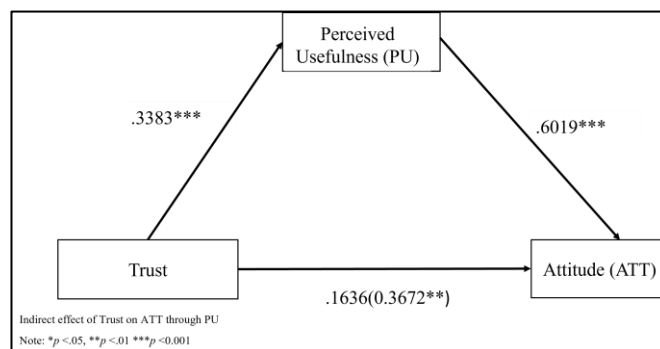 Perceived
Usefulness (PU)
.3383***
.6019***
Trust
Attitude (ATT)
.1636(0.3672**)
Indirect effect of Trust on ATT through PU
Note: *p <.05, **p <.01 ***p <0.001